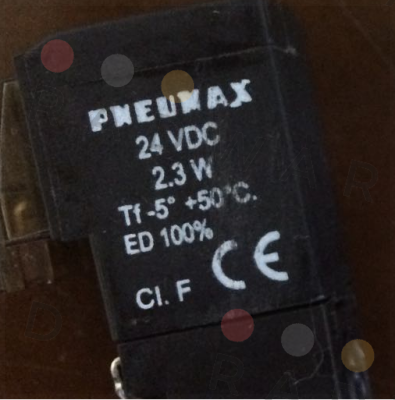 PNEUMAX
24 VDC
2.3 W
Tf -5° +50°C.
ED 100%
CE
Cl. F